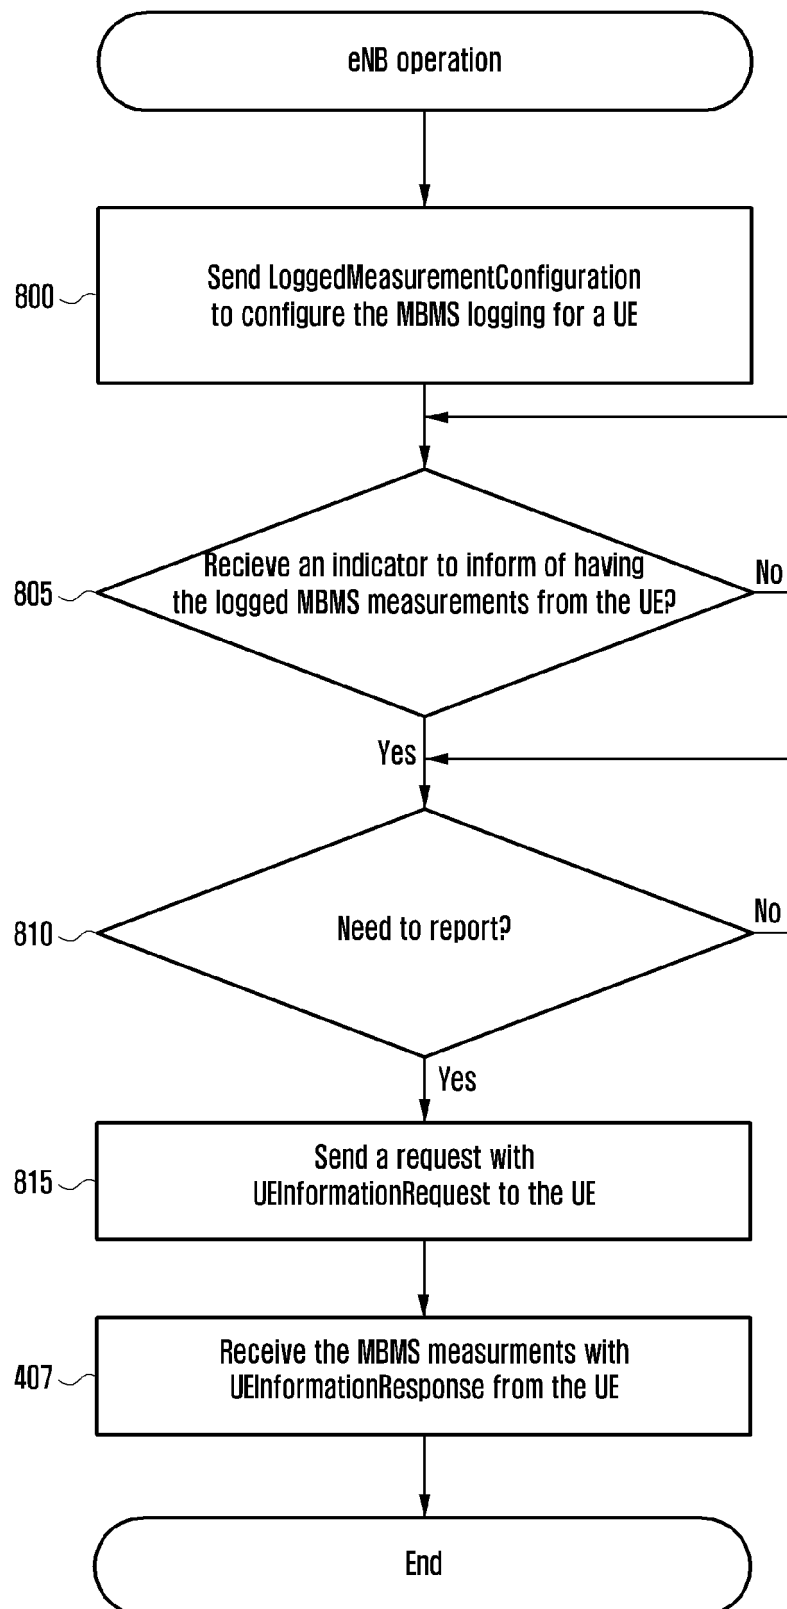 eNB operation
800
Send LoggedMeasurementConfiguration
to configure the MBMS logging for a UE
805
Recieve an indicator to inform of having
the logged MBMS measurements from the UE?
No
Yes
810
Need to report?
No
Yes
815
Send a request with
UEInformationRequest to the UE
407
Receive the MBMS measurments with
UEInformationResponse from the UE
End